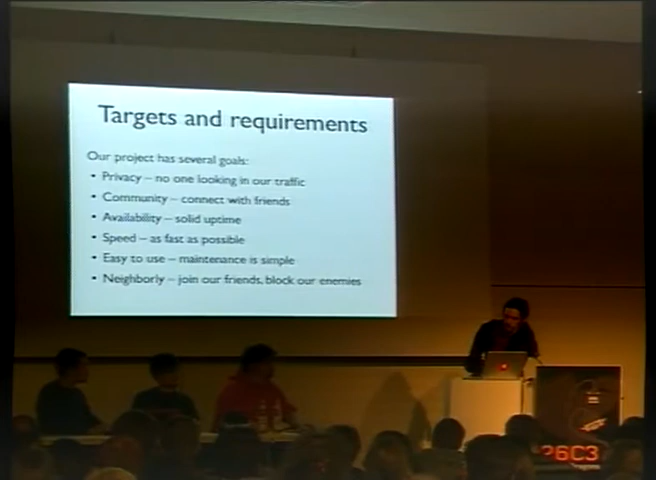 Targets and requirements
Our project has several goals:
• Privacy – no one looking in our traffic
• Community – connect with friends
• Availability – solid uptime
• Speed – as fast as possible
• Easy to use – maintenance is simple
• Neighborly – join our friends, block our enemies
26C3